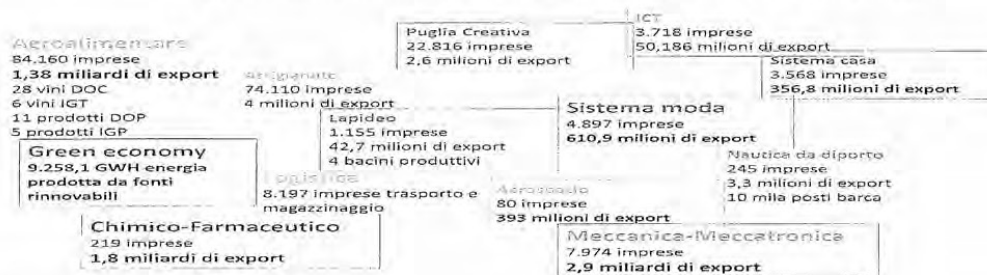 Agroalimentare
84.160 imprese
1,38 miliardi di export
28 vini DOC
6 vini IGT
11 prodotti DOP
5 prodotti IGP
Puglia Creativa
22.816 imprese
2,6 milioni di export
ICT
3.718 imprese
50,186 milioni di export
Sistema casa
3.568 imprese
356,8 milioni di export
Artigianato
74.110 imprese
4 milioni di export
Lapideo
1.155 imprese
42,7 milioni di export
4 bacini produttivi
Sistema moda
4.897 imprese
610,9 milioni di export
Green economy
9.258,1 GWH energia
prodotta da fonti
rinnovabili
Logistica
8.197 imprese trasporto e
magazzinaggio
Aerospazio
80 imprese
393 milioni di export
Nautica da diporto
245 imprese
3,3 milioni di export
10 mila posti barca
Chimico-Farmaceutico
219 imprese
1,8 miliardi di export
Meccanica-Meccatronica
7.974 imprese
2,9 miliardi di export